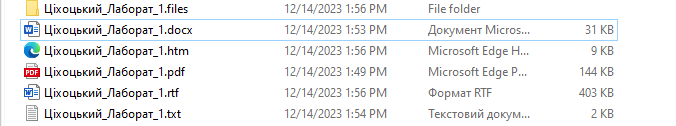 Ціхоцький_Лаборат_1.files 12/14/2023 1:56 PM File folder
Ціхоцький_Лаборат_1.docx 12/14/2023 1:53 PM Документ Micros... 31 KB
Ціхоцький_Лаборат_1.htm 12/14/2023 1:56 PM Microsoft Edge H... 9 KB
PDF Ціхоцький_Лаборат_1.pdf 12/14/2023 1:49 PM Microsoft Edge P... 144 KB
Ціхоцький_Лаборат_1.rtf 12/14/2023 1:56 PM Формат RTF 403 KB
Ціхоцький_Лаборат_1.txt 12/14/2023 1:54 PM Текстовий докум... 2 KB